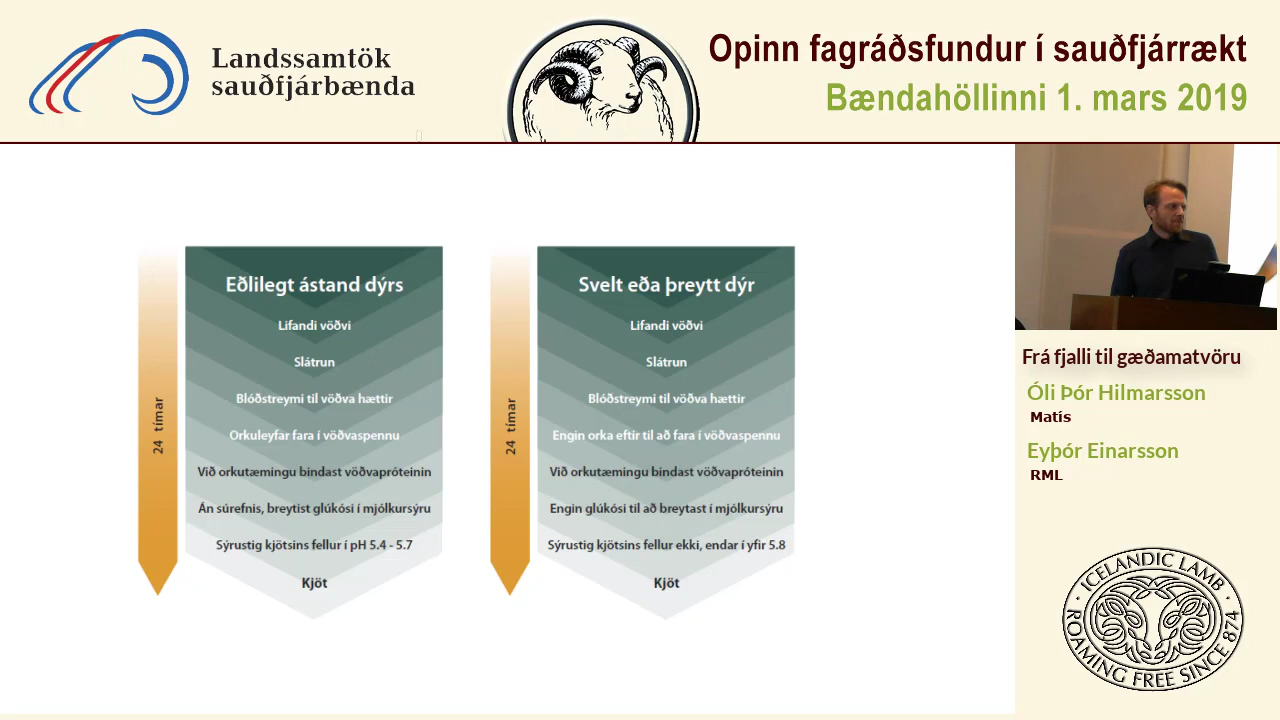 Landssamtök
sauðfjárbænda
Opinn fagráðsfundur í sauðfjárrækt
Bændahöllinni 1. mars 2019
24 tímar
Eðlilegt ástand dýrs
Lifandi vöðvi
Slátrun
Blóðstreymi til vöðva hættir
Orkuleyfar fara í vöðvaspennu
Við orkutæmingu bindast vöðvapróteinin
Án súrefnis, breytist glúkósi í mjólkursýru
Sýrustig kjötsins fellur í pH 5.4 - 5.7
Kjöt
24 tímar
Svelt eða þreytt dýr
Lifandi vöðvi
Slátrun
Blóðstreymi til vöðva hættir
Engin orka eftir til að fara í vöðvaspennu
Við orkutæmingu bindast vöðvapróteinin
Engin glúkósi til að breytast í mjólkursýru
Sýrustig kjötsins fellur ekki, endar í yfir 5.8
Kjöt
Frá fjalli til gæðamatvöru
Óli Þór Hilmarsson
Matís
Eyþór Einarsson
RML
· ICELANDIC LAMB ·
ROAMING FREE SINCE 874